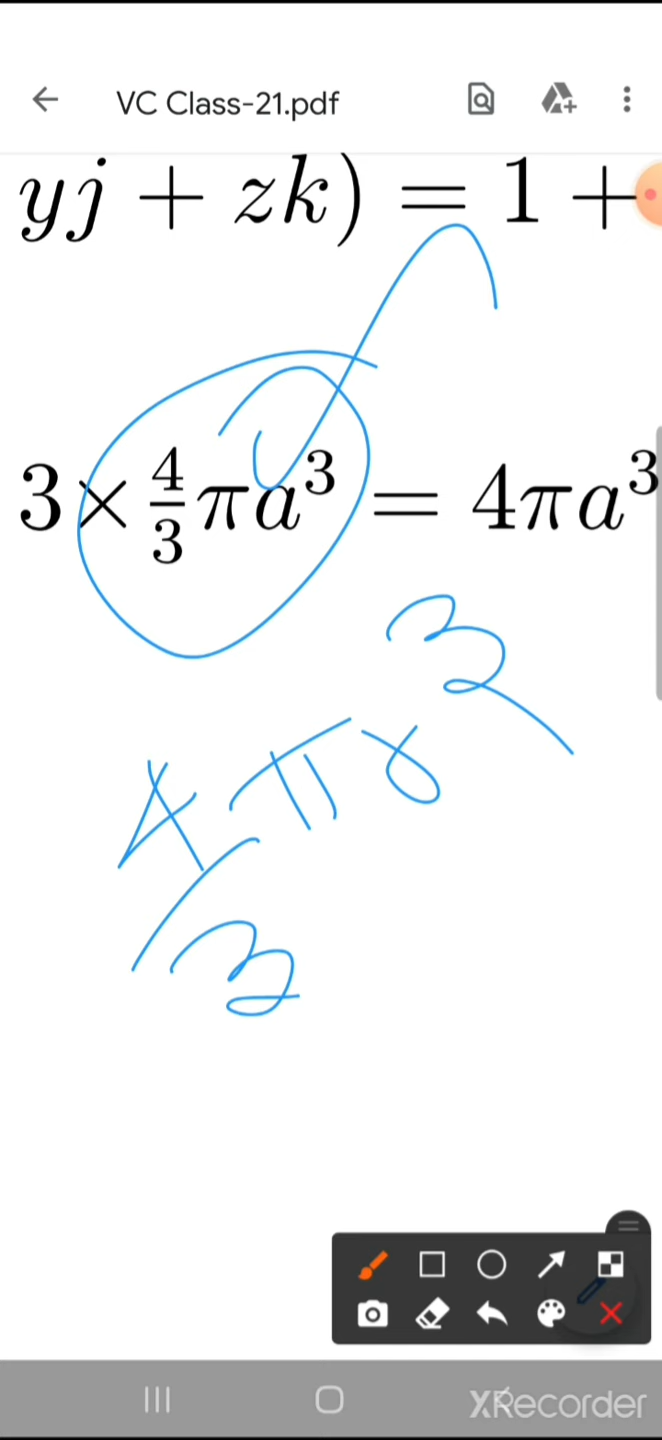 VC Class-21.pdf
yj + zk) = 1 +
3 × 4/3 πa³ = 4πa³
4/3 πr³
XRecorder